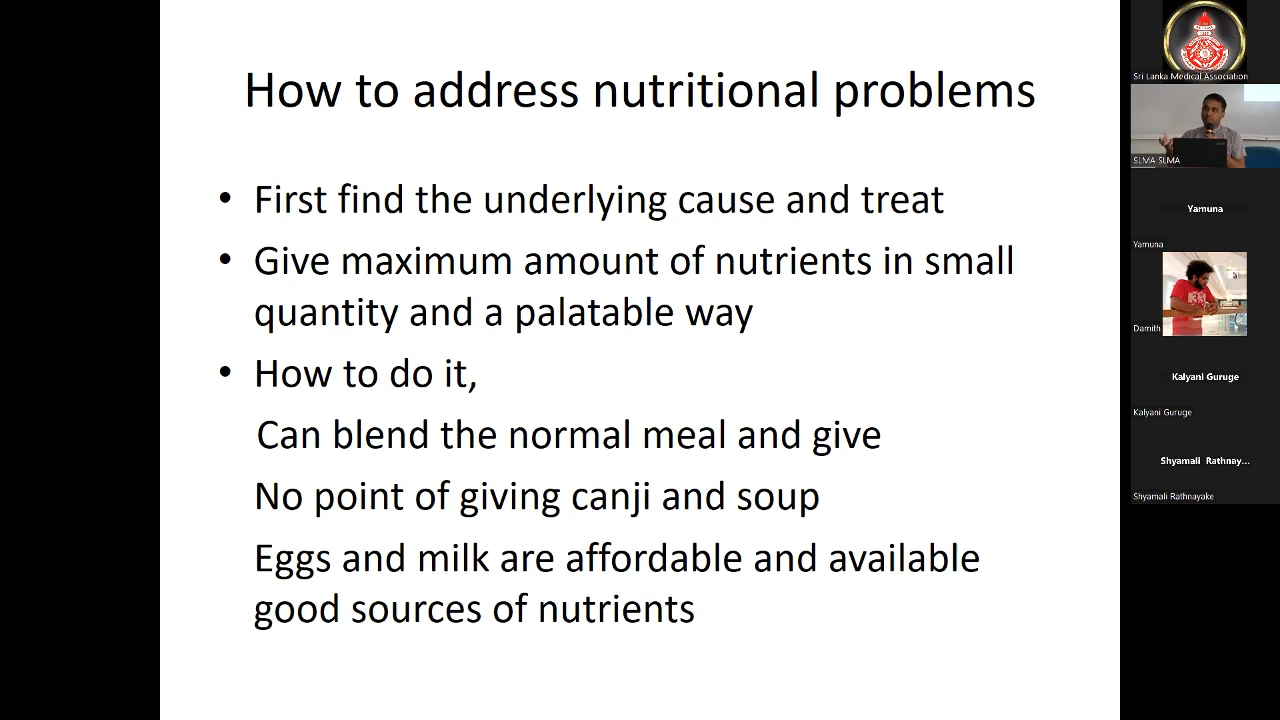 How to address nutritional problems
• First find the underlying cause and treat
• Give maximum amount of nutrients in small
quantity and a palatable way
• How to do it,
Can blend the normal meal and give
No point of giving canji and soup
Eggs and milk are affordable and available
good sources of nutrients
Sri Lanka Medical Association
SLMA SLMA
Yamuna
Yamuna
Damith
Kalyani Guruge
Kalyani Guruge
Shyamali Rathnay...
Shyamali Rathnayake